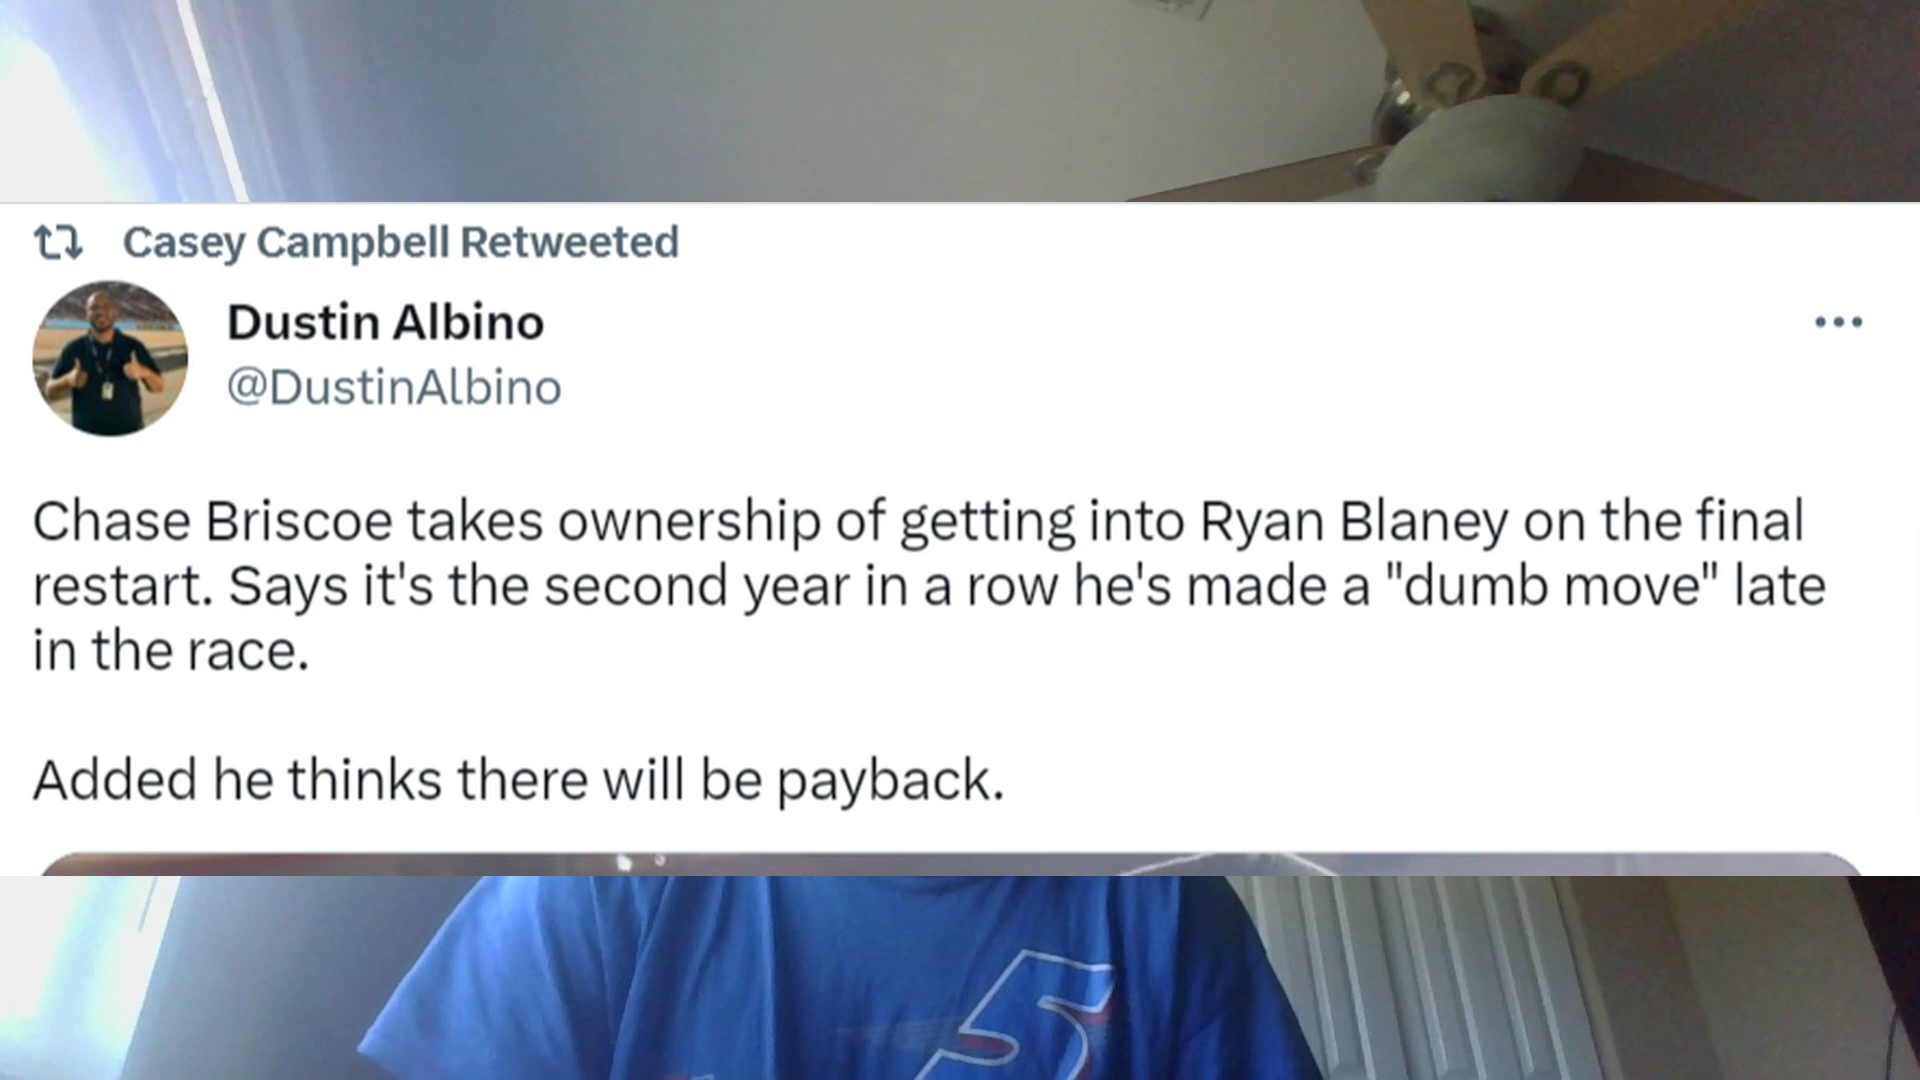 Casey Campbell Retweeted
Dustin Albino
@DustinAlbino
Chase Briscoe takes ownership of getting into Ryan Blaney on the final
restart. Says it's the second year in a row he's made a "dumb move" late
in the race.
Added he thinks there will be payback.
5